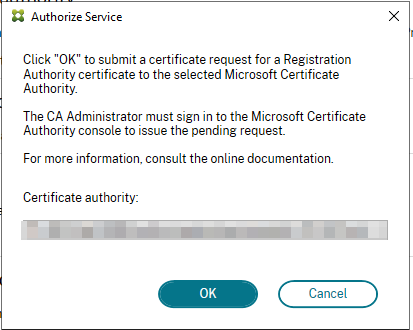 Authorize Service
Click "OK" to submit a certificate request for a Registration
Authority certificate to the selected Microsoft Certificate
Authority.
The CA Administrator must sign in to the Microsoft Certificate
Authority console to issue the pending request.
For more information, consult the online documentation.
Certificate authority:
OK
Cancel